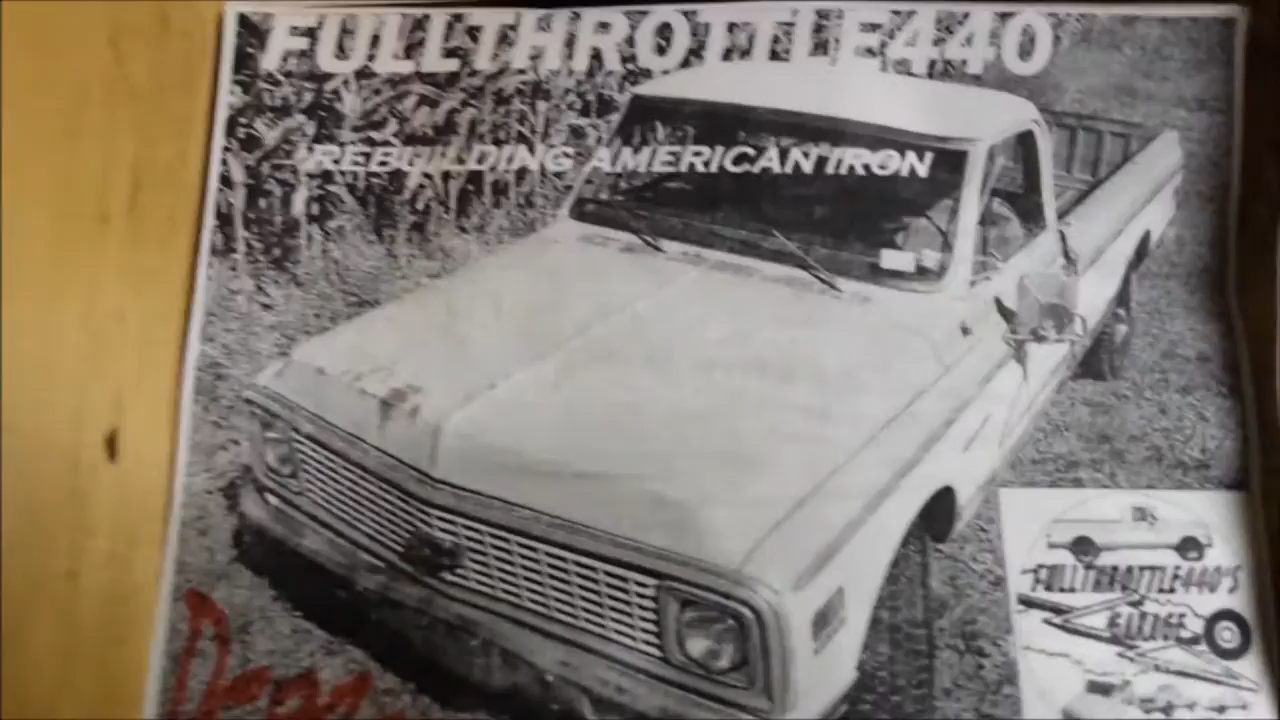 FULLTHROTTLE440
REBUILDING AMERICAN IRON
FULLTHROTTLE440'S
GARAGE